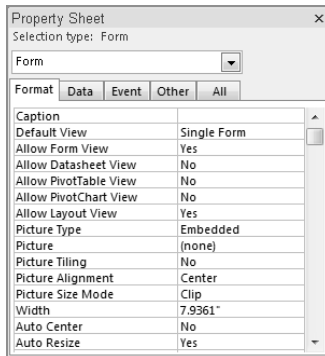 Property Sheet
Selection type: Form
Form
Format Data Event Other All
Caption
Default View Single Form
Allow Form View Yes
Allow Datasheet View No
Allow PivotTable View No
Allow PivotChart View No
Allow Layout View Yes
Picture Type Embedded
Picture (none)
Picture Tiling No
Picture Alignment Center
Picture Size Mode Clip
Width 7.9361"
Auto Center No
Auto Resize Yes